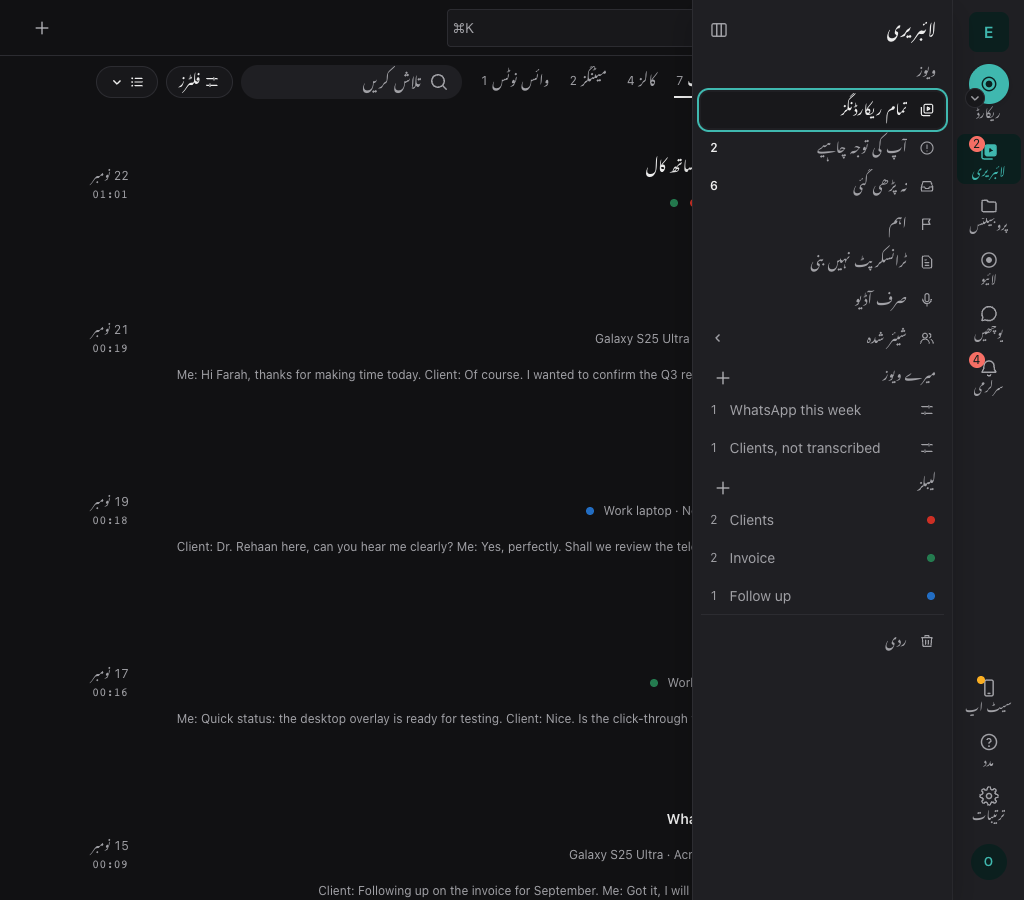 E
ریکارڈ
2
لائبریری
پروجیکٹس
لائیو
پوچھیں
4
سرگرمی
سیٹ اپ
مدد
ترتیبات
O
لائبریری
ویوز
تمام ریکارڈنگز
آپ کی توجہ چاہیے 2
نہ پڑھی گئی 6
اہم
ٹرانسکرپٹ نہیں بنی
صرف آڈیو
شیئر شدہ
میرے ویوز
WhatsApp this week 1
Clients, not transcribed 1
لیبلز
Clients 2
Invoice 2
Follow up 1
ردی
⌘K
7
کالز 4
میٹنگز 2
وائس نوٹس 1
تلاش کریں
فلٹرز
ساتھ کال
22 نومبر
01:01
21 نومبر
00:19
Galaxy S25 Ultra
Me: Hi Farah, thanks for making time today. Client: Of course. I wanted to confirm the Q3 re
19 نومبر
00:18
Work laptop · N
Client: Dr. Rehaan here, can you hear me clearly? Me: Yes, perfectly. Shall we review the tel
17 نومبر
00:16
Work
Me: Quick status: the desktop overlay is ready for testing. Client: Nice. Is the click-through
Wha
15 نومبر
00:09
Galaxy S25 Ultra · Acr
Client: Following up on the invoice for September. Me: Got it, I will